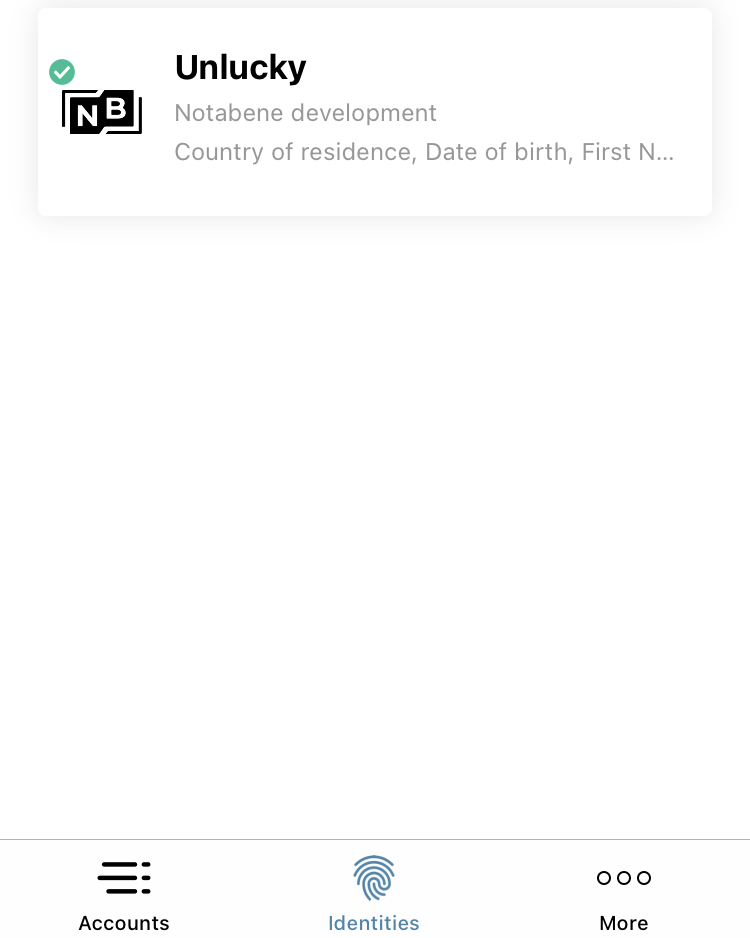 Unlucky
NB
Notabene development
Country of residence, Date of birth, First N...
Accounts
Identities
More